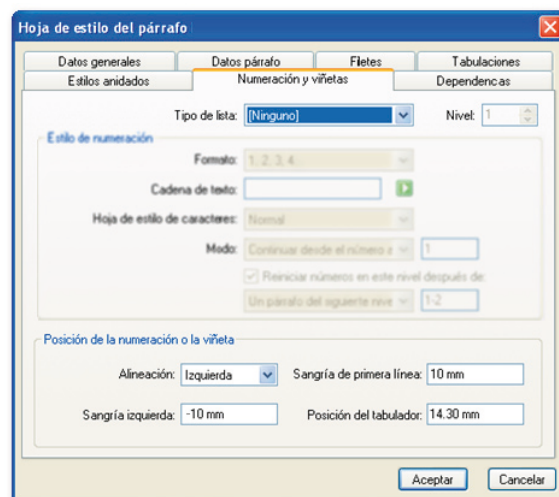 Hoja de estilo del párrafo
Datos generales Datos párrafo Filetes Tabulaciones
Estilos anidados Numeración y viñetas Dependencas
Tipo de lista: [Ninguno] Nivel: 1
Estilo de numeración
Formato: 1, 2, 3, 4
Cadena de texto:
Hoja de estilo de caracteres: Normal
Modo: Continuar desde el número a 1
Reiniciar números en este nivel después de:
Un párrafo del siguiente nive 1-2
Posición de la numeración o la viñeta
Alineación: Izquierda Sangría de primera línea: 10 mm
Sangría izquierda: -10 mm Posición del tabulador: 14.30 mm
Aceptar Cancelar